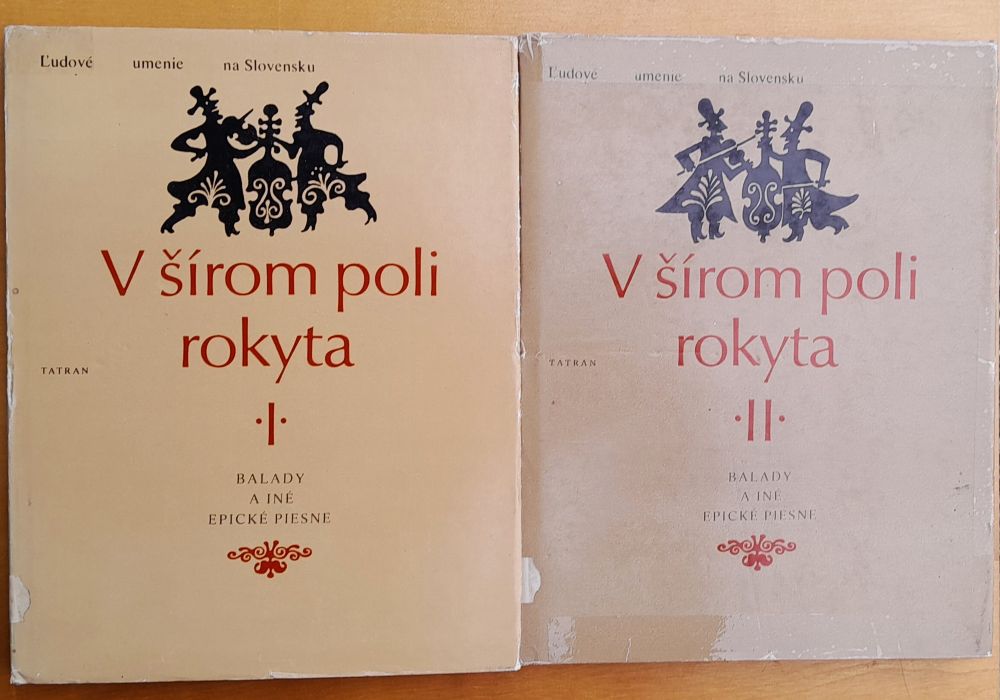 Ľudové umenie na Slovensku
V šírom poli
rokyta
TATRAN
·I·
BALADY
A INÉ
EPICKÉ PIESNE
Ľudové umenie na Slovensku
V šírom poli
rokyta
TATRAN
·II·
BALADY
A INÉ
EPICKÉ PIESNE